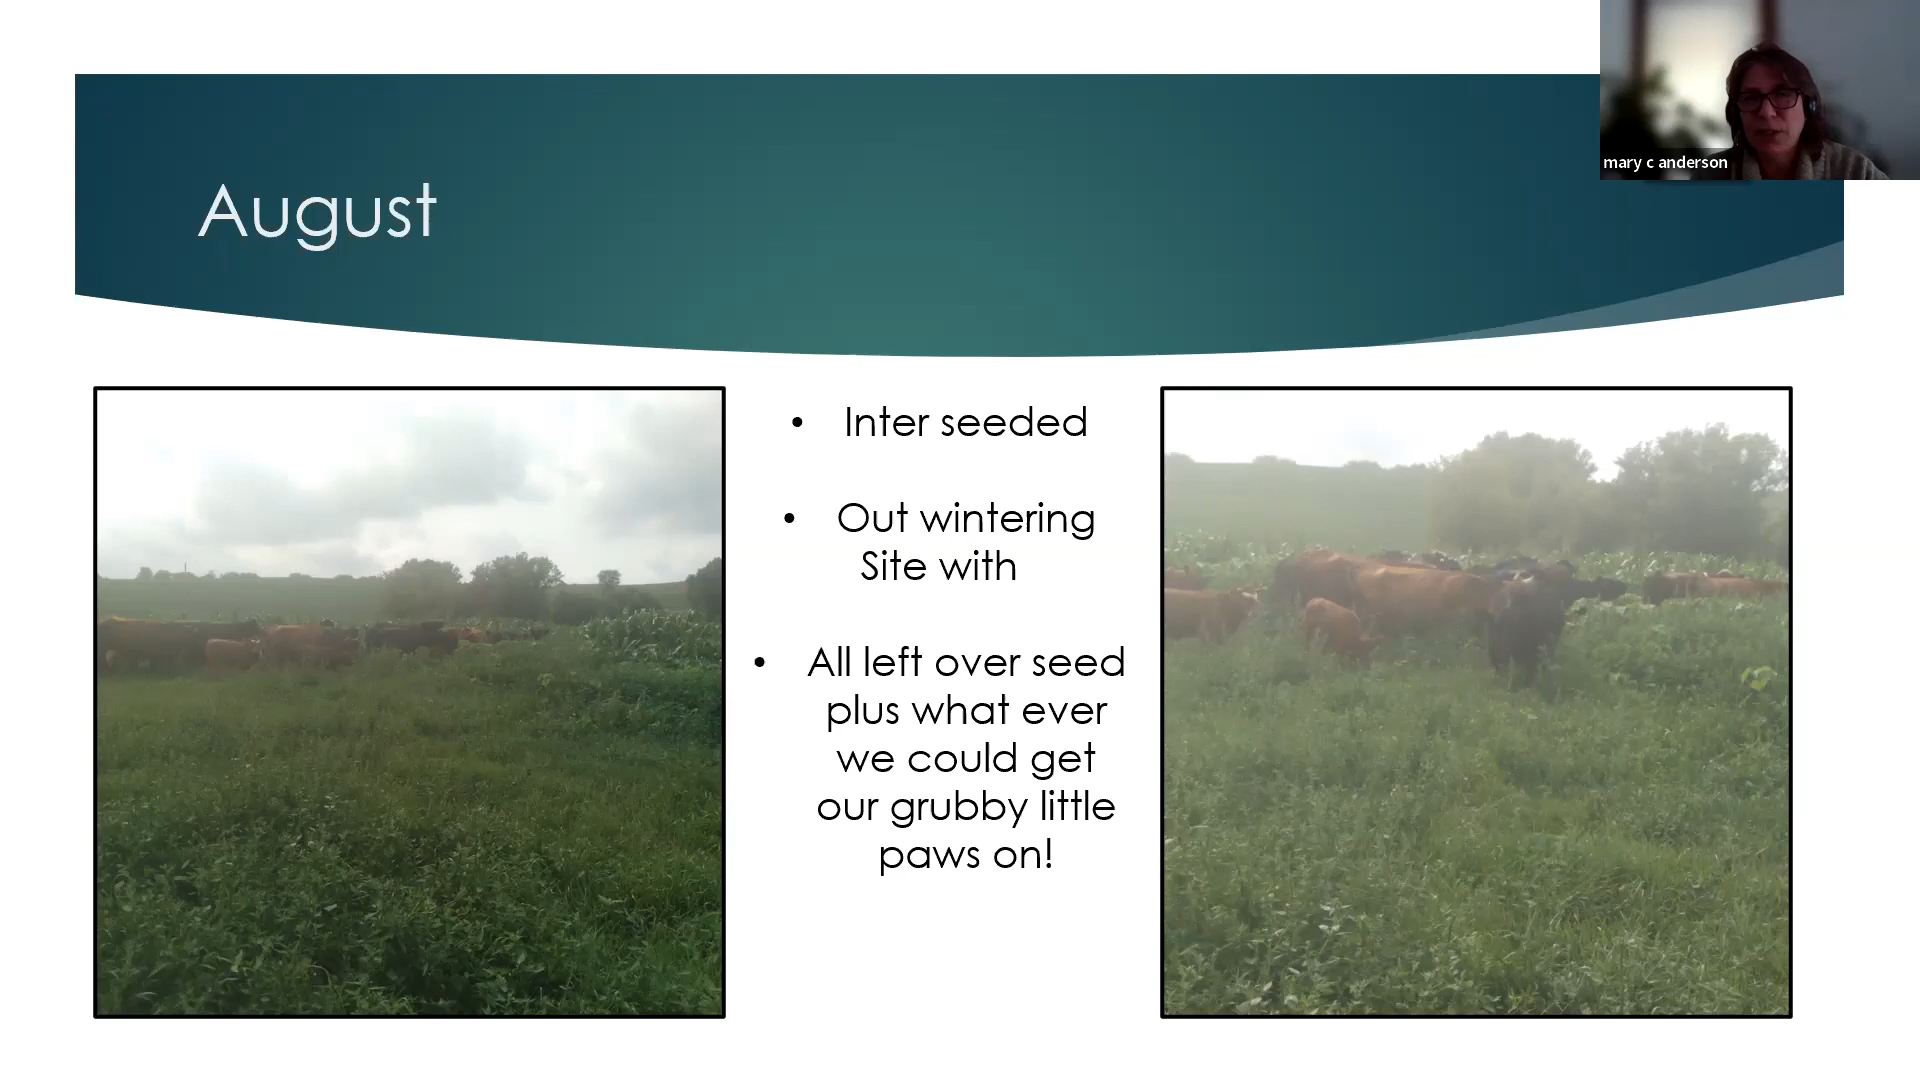 mary c anderson
August
• Inter seeded
• Out wintering
Site with
• All left over seed
plus what ever
we could get
our grubby little
paws on!